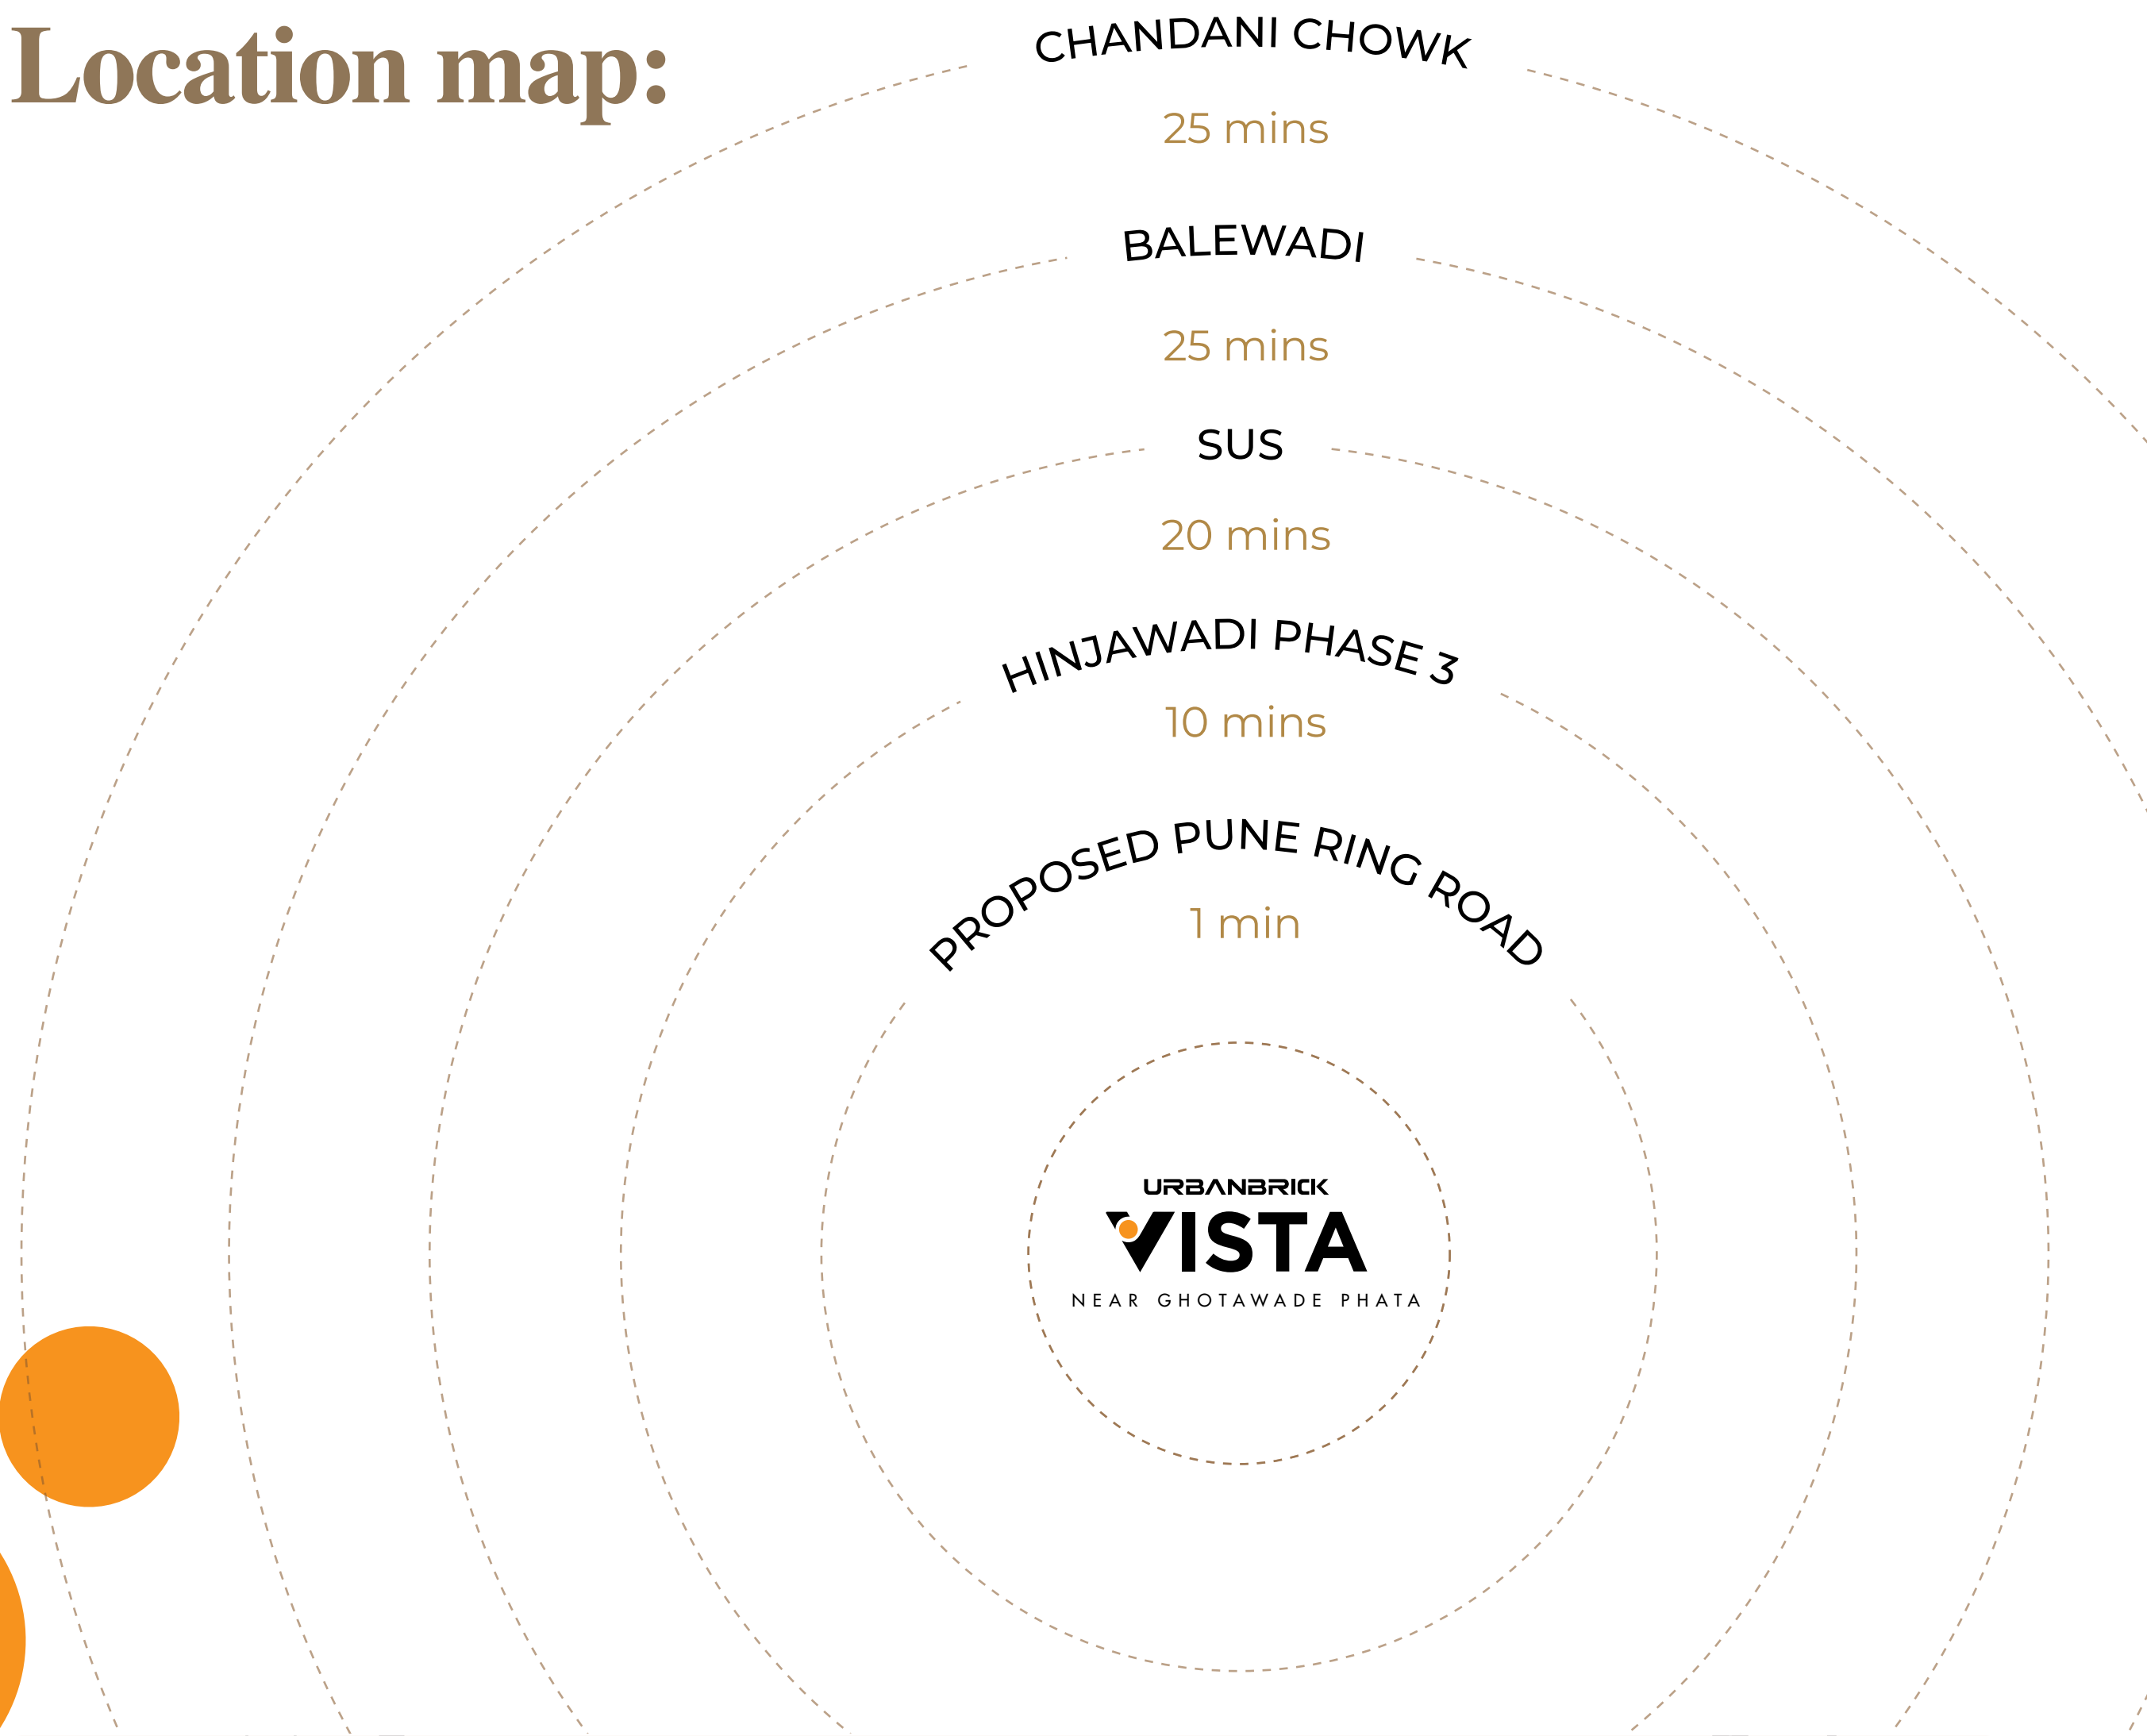 Location map:
CHANDANI CHOWK
25 mins
BALEWADI
25 mins
SUS
20 mins
HINJAWADI PHASE 3
10 mins
PROPOSED PUNE RING ROAD
1 min
URBANBRICK
VISTA
NEAR GHOTAWADE PHATA